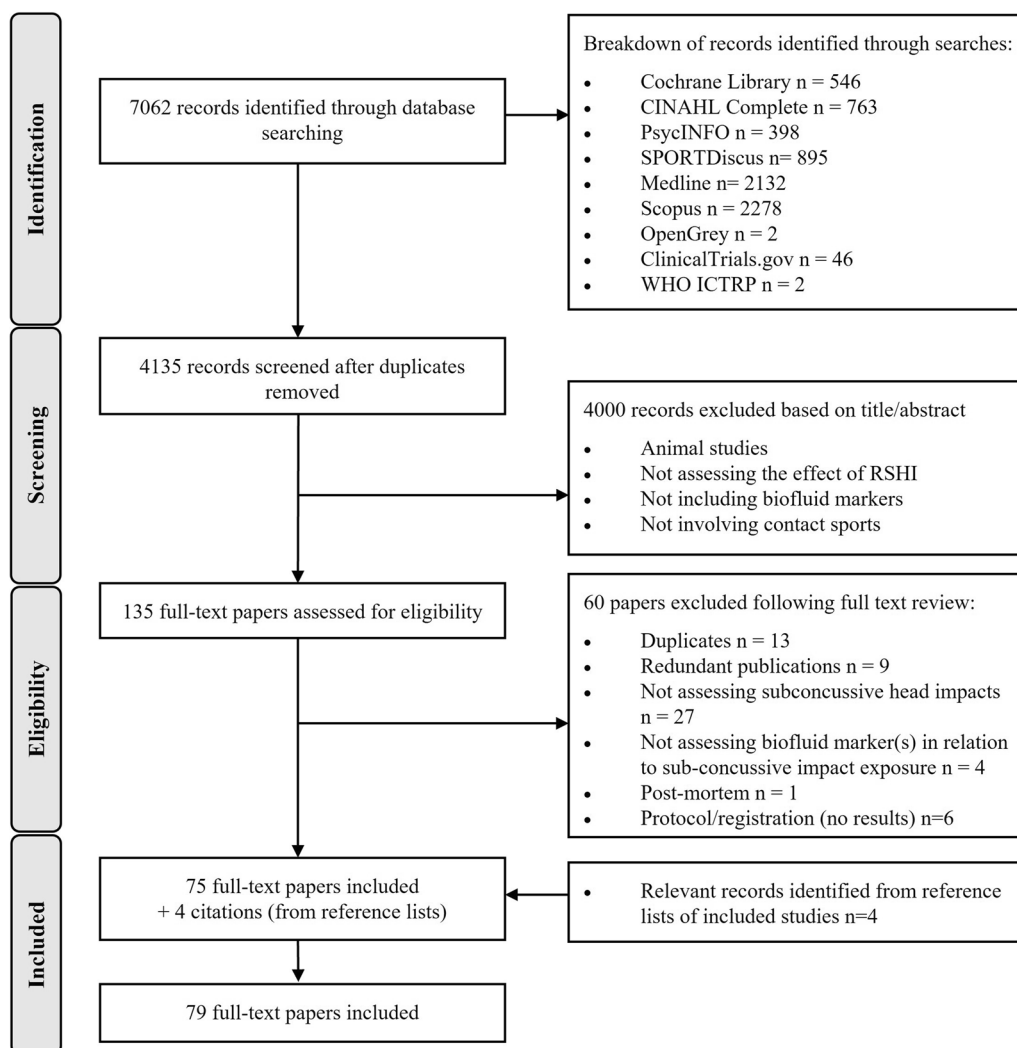 Identification
7062 records identified through database
searching
Breakdown of records identified through searches:
• Cochrane Library n = 546
• CINAHL Complete n = 763
• PsycINFO n = 398
• SPORTDiscus n= 895
• Medline n= 2132
• Scopus n = 2278
• OpenGrey n = 2
• ClinicalTrials.gov n = 46
• WHO ICTRP n = 2
Screening
4135 records screened after duplicates
removed
4000 records excluded based on title/abstract
• Animal studies
• Not assessing the effect of RSHI
• Not including biofluid markers
• Not involving contact sports
Eligibility
135 full-text papers assessed for eligibility
60 papers excluded following full text review:
• Duplicates n = 13
• Redundant publications n = 9
• Not assessing subconcussive head impacts
n = 27
• Not assessing biofluid marker(s) in relation
to sub-concussive impact exposure n = 4
• Post-mortem n = 1
• Protocol/registration (no results) n=6
Included
75 full-text papers included
+ 4 citations (from reference lists)
• Relevant records identified from reference
lists of included studies n=4
79 full-text papers included